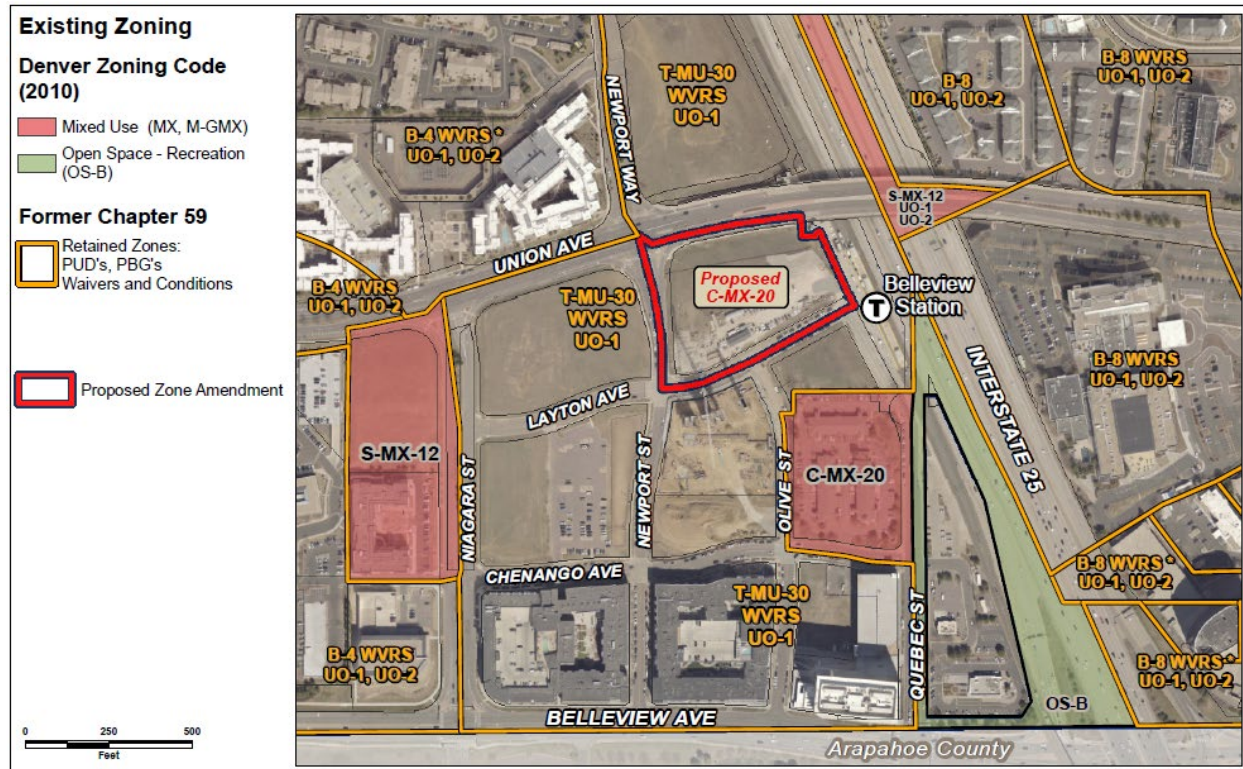 Existing Zoning
Denver Zoning Code
(2010)
Mixed Use (MX, M-GMX)
Open Space - Recreation
(OS-B)
Former Chapter 59
Retained Zones:
PUD's, PBG's
Waivers and Conditions
Proposed Zone Amendment
0 250 500
Feet
NEWPORT WAY
T-MU-30
WVRS
UO-1
B-8
UO-1, UO-2
B-8 WVRS
UO-1, UO-2
B-4 WVRS *
UO-1, UO-2
S-MX-12
UO-1
UO-2
UNION AVE
Proposed
C-MX-20
T
Belleview
Station
B-4 WVRS
UO-1, UO-2
T-MU-30
WVRS
UO-1
INTERSTATE 25
B-8 WVRS
UO-1, UO-2
LAYTON AVE
S-MX-12
NIAGARA ST
NEWPORT ST
OLIVE ST
C-MX-20
CHENANGO AVE
T-MU-30
WVRS
UO-1
QUEBEC ST
B-8 WVRS *
UO-1, UO-2
B-4 WVRS
UO-1, UO-2
B-8 WVRS *
UO-1, UO-2
OS-B
BELLEVIEW AVE
Arapahoe County